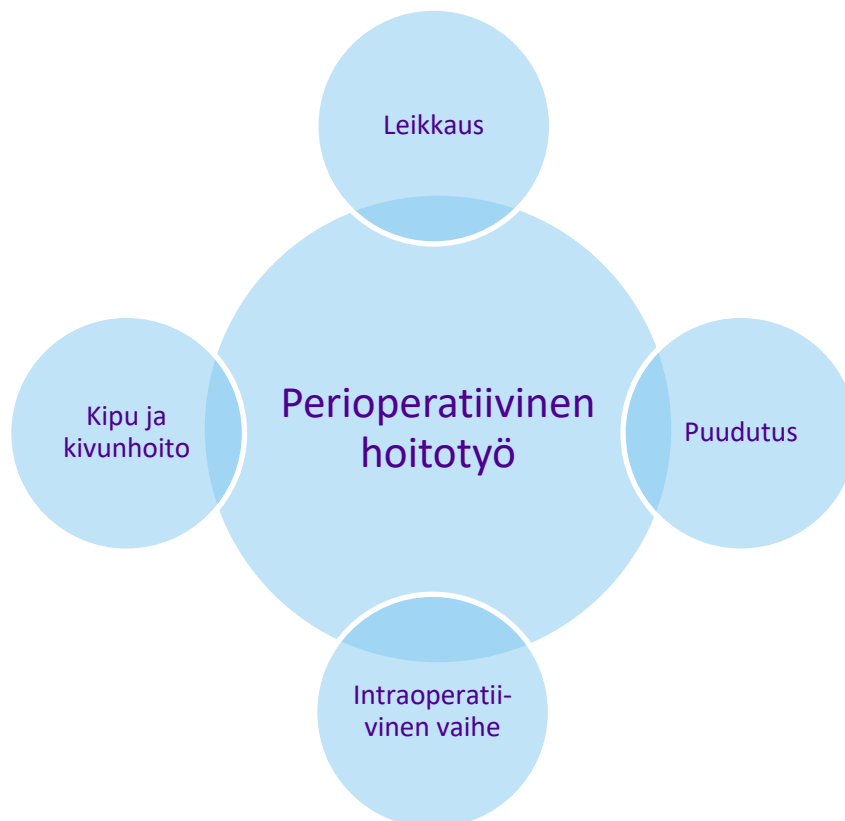 Leikkaus
Perioperatiivinen
hoitotyö
Kipu ja
kivunhoito
Puudutus
Intraoperatii-
vinen vaihe